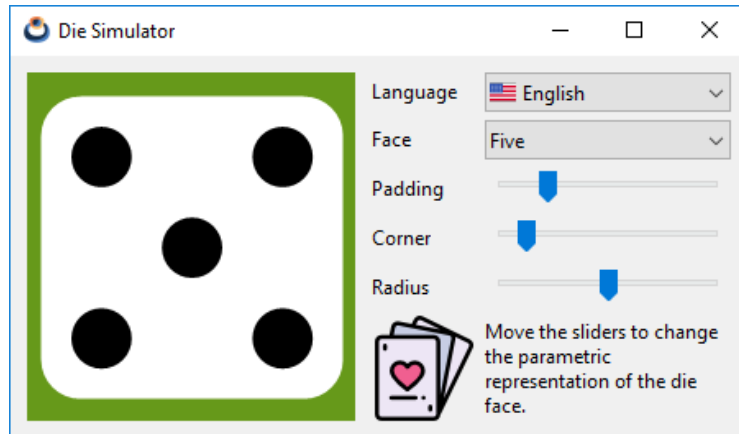 Die Simulator
Language
English
Face
Five
Padding
Corner
Radius
Move the sliders to change
the parametric
representation of the die
face.